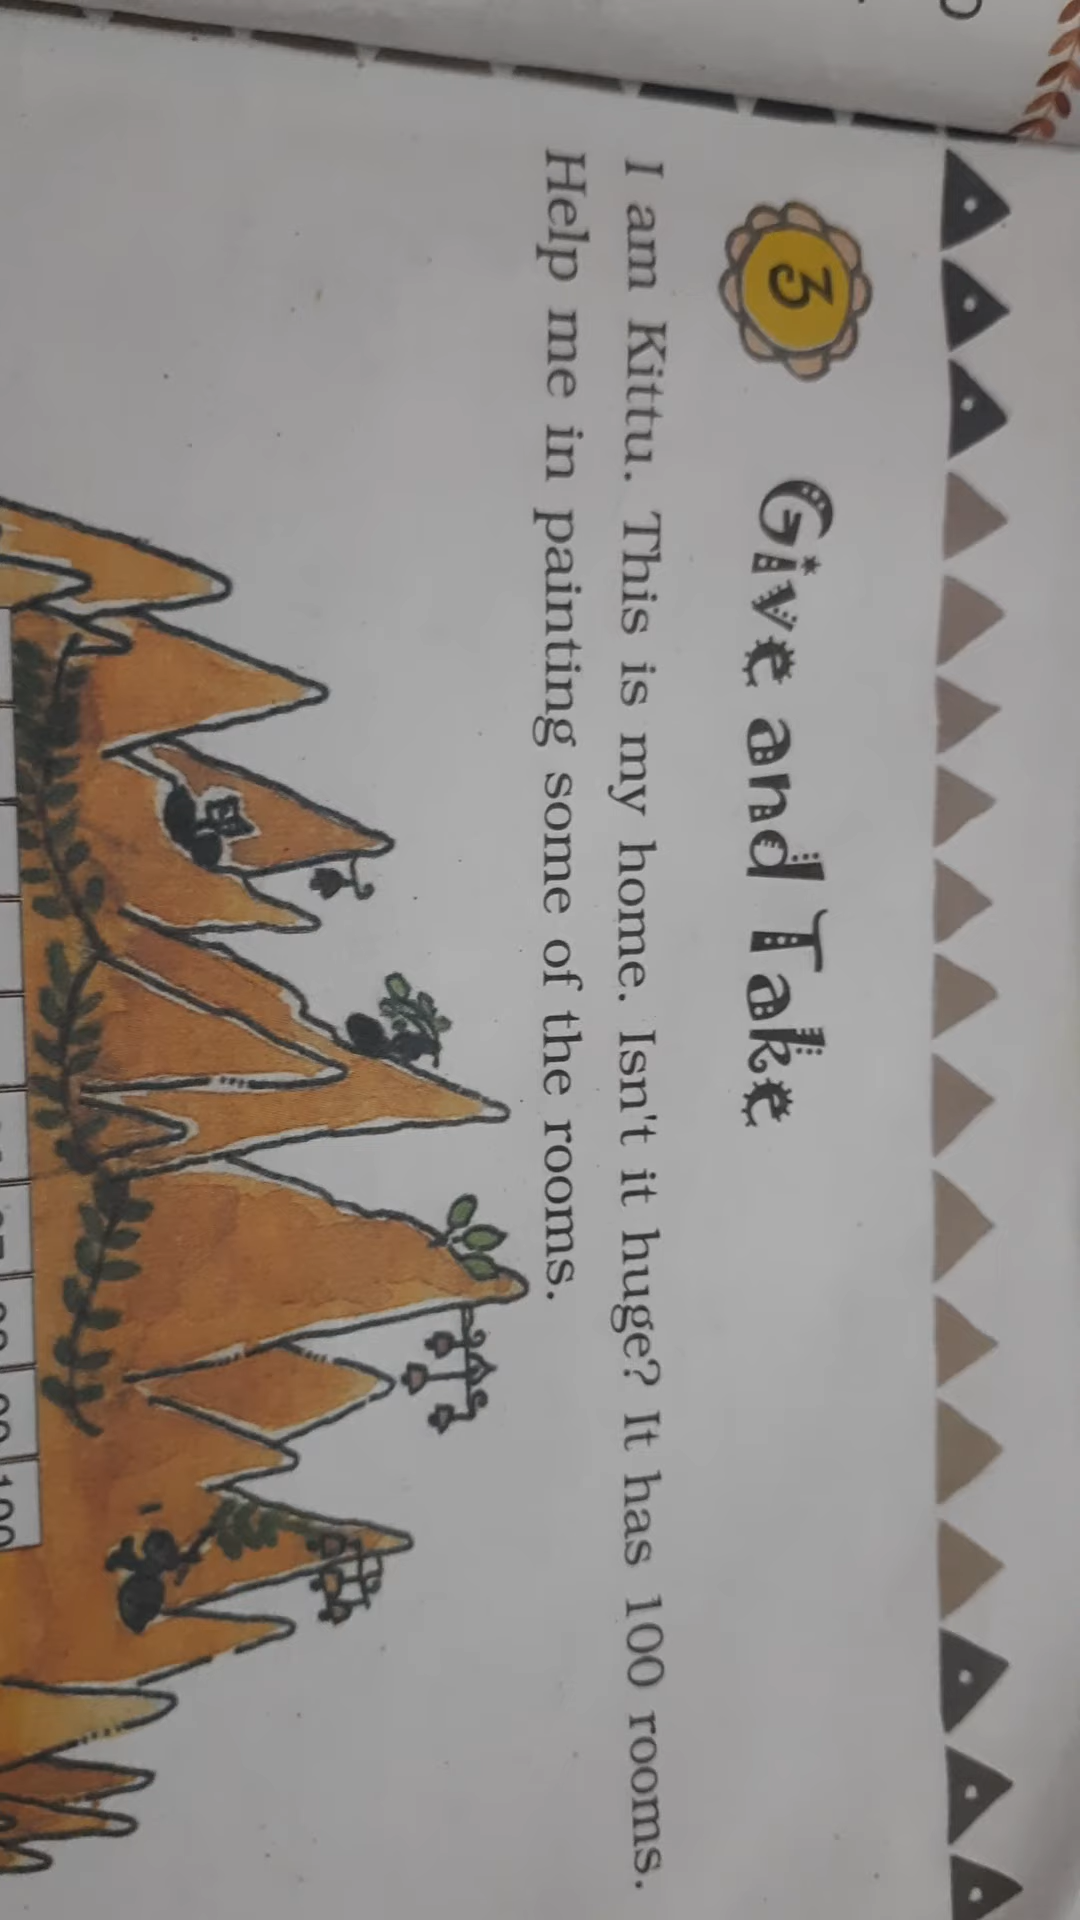 3 Give and Take
I am Kittu. This is my home. Isn't it huge? It has 100 rooms.
Help me in painting some of the rooms.
100